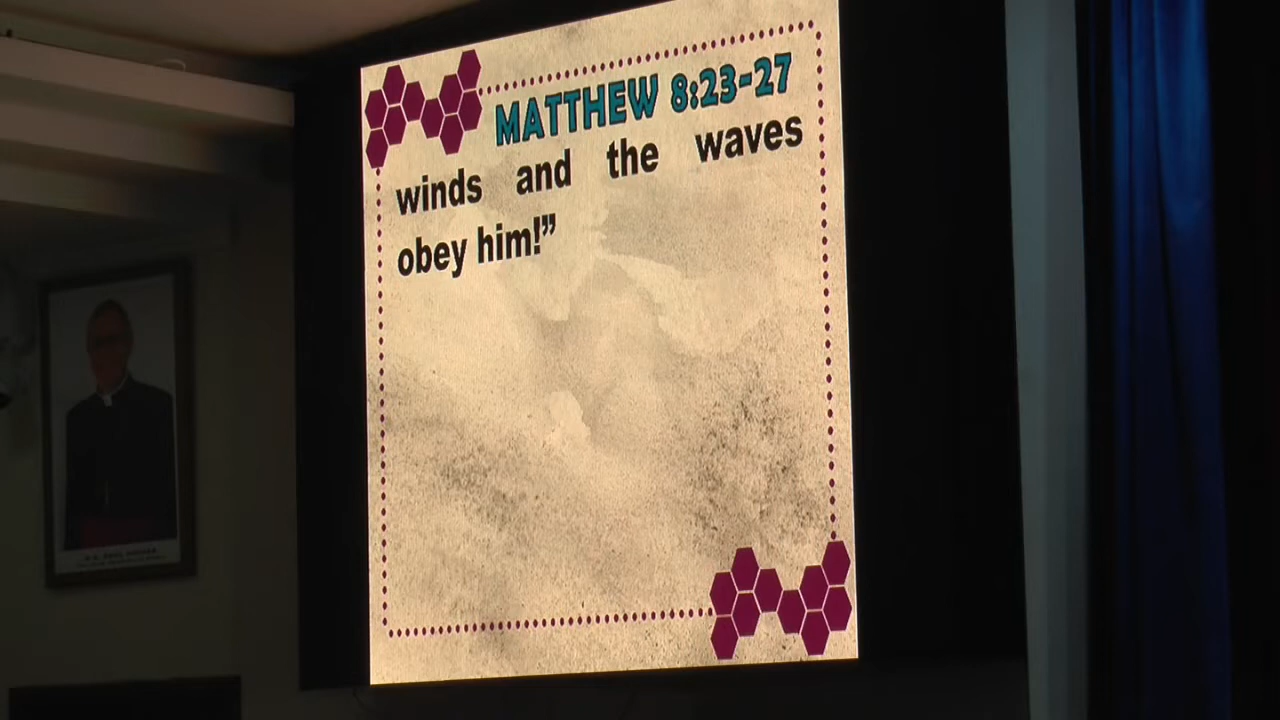 MATTHEW 8:23-27
winds and the waves
obey him!”